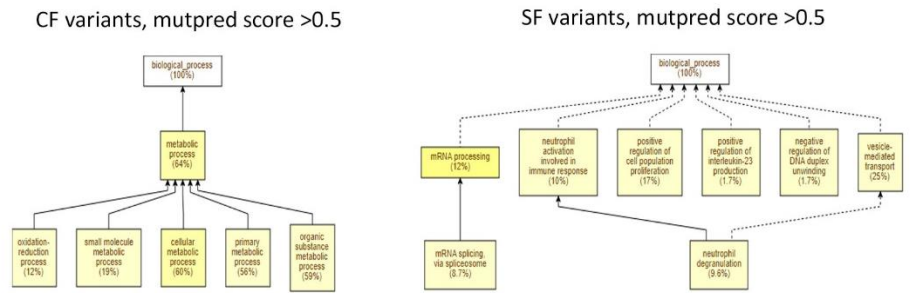 CF variants, mutpred score >0.5
SF variants, mutpred score >0.5
biological_process
(100%)
metabolic
process
(64%)
oxidation-
reduction
process
(12%)
small molecule
metabolic
process
(19%)
cellular
metabolic
process
(60%)
primary
metabolic
process
(56%)
organic
substance
metabolic
process
(59%)
biological_process
(100%)
mRNA processing
(12%)
neutrophil
activation
involved in
immune response
(10%)
positive
regulation of
cell population
proliferation
(17%)
positive
regulation of
interleukin-23
production
(1.7%)
negative
regulation of
DNA duplex
unwinding
(1.7%)
vesicle-
mediated
transport
(25%)
mRNA splicing,
via spliceosome
(8.7%)
neutrophil
degranulation
(9.6%)